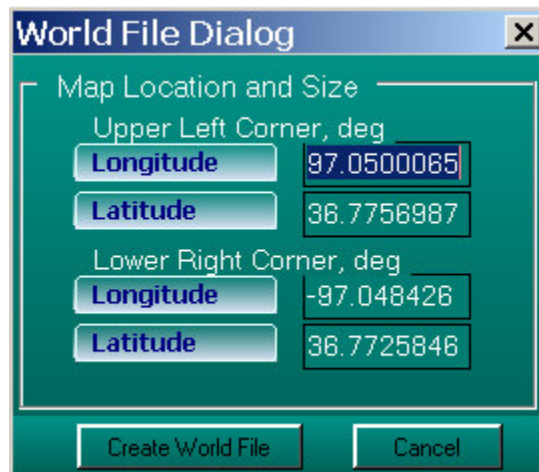 World File Dialog
Map Location and Size
Upper Left Corner, deg
Longitude 97.0500065
Latitude 36.7756987
Lower Right Corner, deg
Longitude -97.048426
Latitude 36.7725846
Create World File Cancel